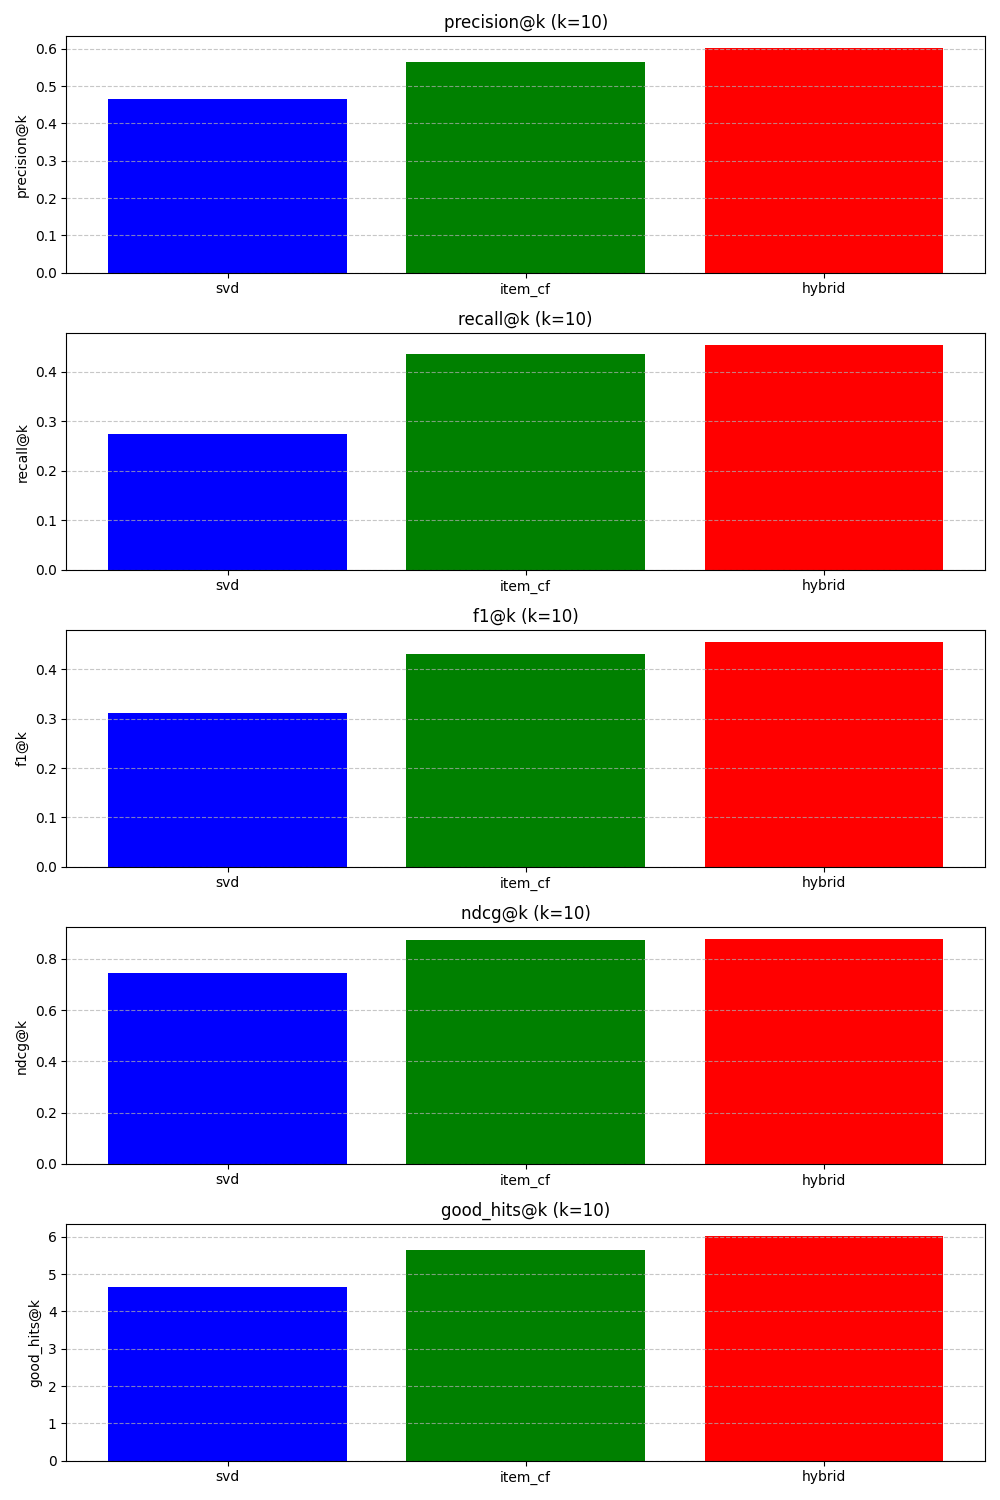 precision@k (k=10)
0.6
0.5
0.4
0.3
0.2
0.1
0.0
precision@k
svd item_cf hybrid
recall@k (k=10)
0.4
0.3
0.2
0.1
0.0
recall@k
svd item_cf hybrid
f1@k (k=10)
0.4
0.3
0.2
0.1
0.0
f1@k
svd item_cf hybrid
ndcg@k (k=10)
0.8
0.6
0.4
0.2
0.0
ndcg@k
svd item_cf hybrid
good_hits@k (k=10)
6
5
4
3
2
1
0
good_hits@k
svd item_cf hybrid